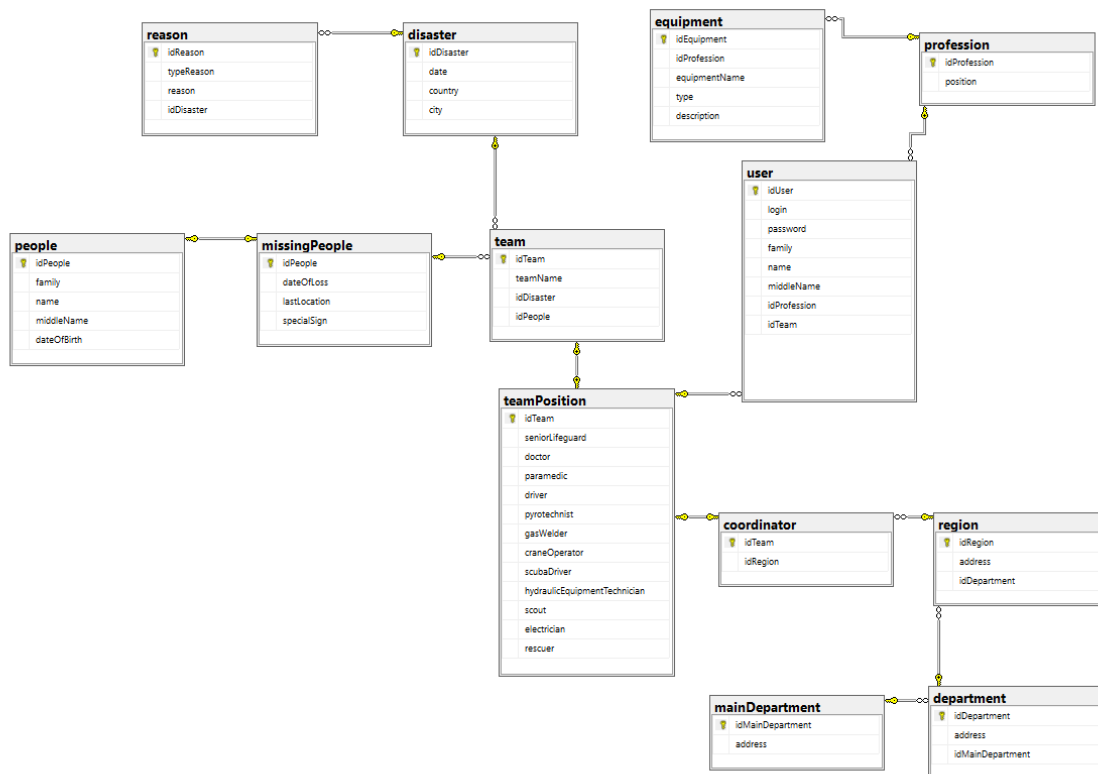 reason
idReason
typeReason
reason
idDisaster
disaster
idDisaster
date
country
city
equipment
idEquipment
idProfession
equipmentName
type
description
profession
idProfession
position
user
idUser
login
password
family
name
middleName
idProfession
idTeam
people
idPeople
family
name
middleName
dateOfBirth
missingPeople
idPeople
dateOfLoss
lastLocation
specialSign
team
idTeam
teamName
idDisaster
idPeople
teamPosition
idTeam
seniorLifeguard
doctor
paramedic
driver
pyrotechnist
gasWelder
craneOperator
scubaDriver
hydraulicEquipmentTechnician
scout
electrician
rescuer
coordinator
idTeam
idRegion
region
idRegion
address
idDepartment
mainDepartment
idMainDepartment
address
department
idDepartment
address
idMainDepartment